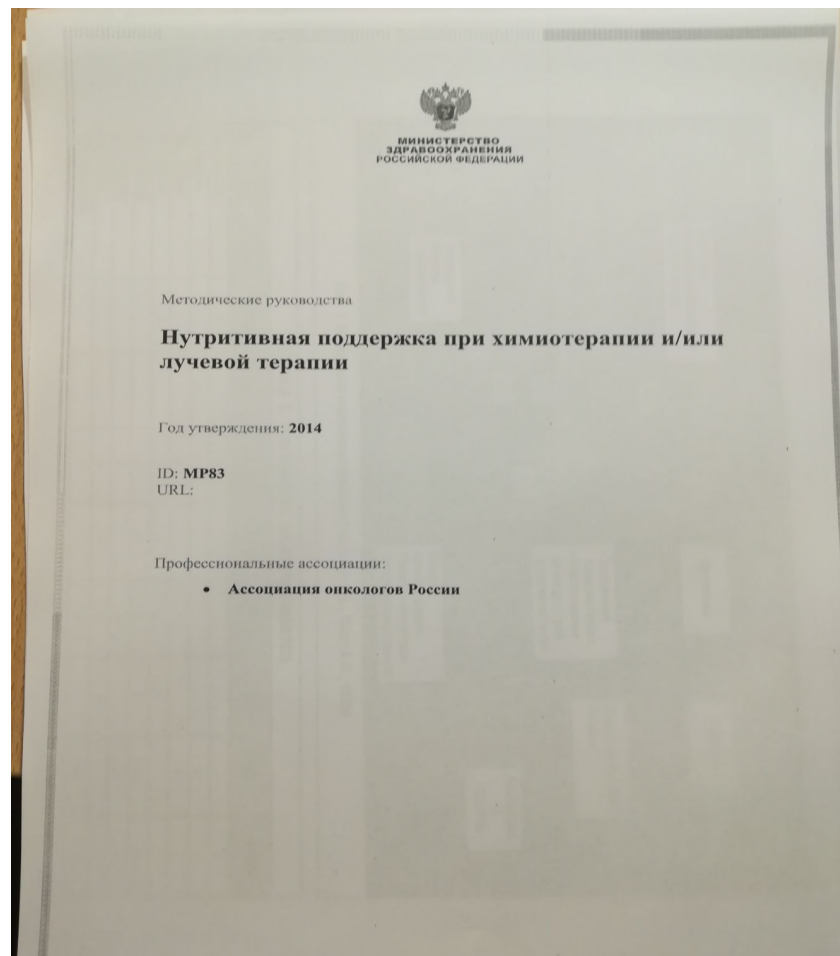 МИНИСТЕРСТВО
ЗДРАВООХРАНЕНИЯ
РОССИЙСКОЙ ФЕДЕРАЦИИ
Методические руководства
Нутритивная поддержка при химиотерапии и/или
лучевой терапии
Год утверждения: 2014
ID: МР83
URL:
Профессиональные ассоциации:
• Ассоциация онкологов России